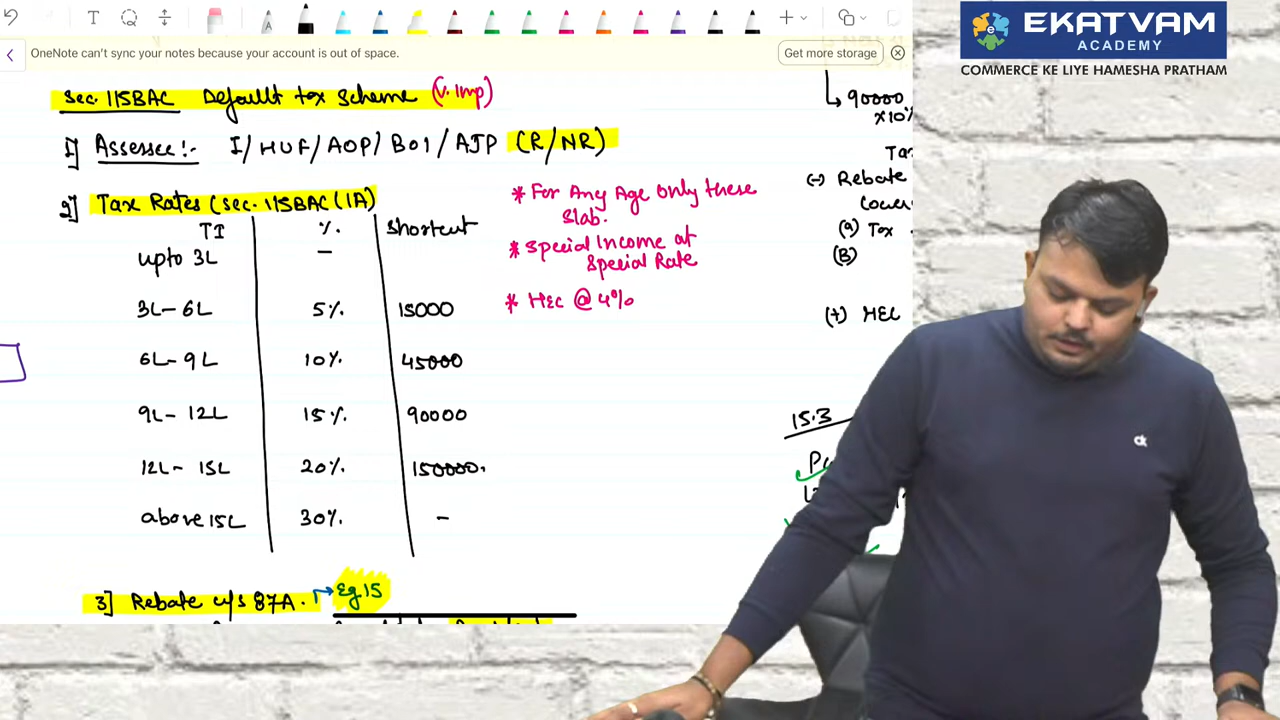 EKATVAM
ACADEMY
COMMERCE KE LIYE HAMESHA PRATHAM
OneNote can't sync your notes because your account is out of space.
Get more storage
Sec. 115BAC Default tax Scheme (V. Imp)
1] Assessee:- I/HUF/AOP/BOI/AJP (R/NR)
2] Tax Rates (Sec. 115BAC(1A)
TI % Shortcut
upto 3L –
3L–6L 5%. 15000
6L–9L 10%. 45000
9L–12L 15%. 90000
12L–15L 20%. 150000.
above 15L 30%. –
* For Any Age Only these
Slab.
* Special Income at
Special Rate
* HEC @ 4%
3] Rebate u/s 87A. → Eg 15
90000
x10%
(-) Rebate
(a) Tax
(B)
(+) HEC
15.3